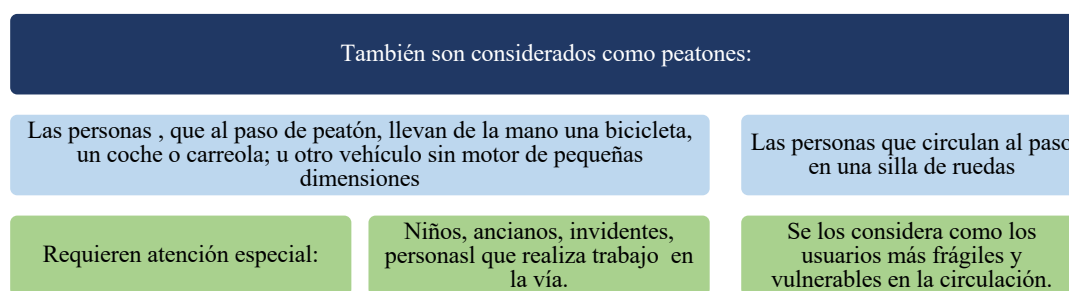 También son considerados como peatones:
Las personas , que al paso de peatón, llevan de la mano una bicicleta,
un coche o carreola; u otro vehículo sin motor de pequeñas
dimensiones
Las personas que circulan al paso
en una silla de ruedas
Requieren atención especial:
Niños, ancianos, invidentes,
personasl que realiza trabajo en
la vía.
Se los considera como los
usuarios más frágiles y
vulnerables en la circulación.